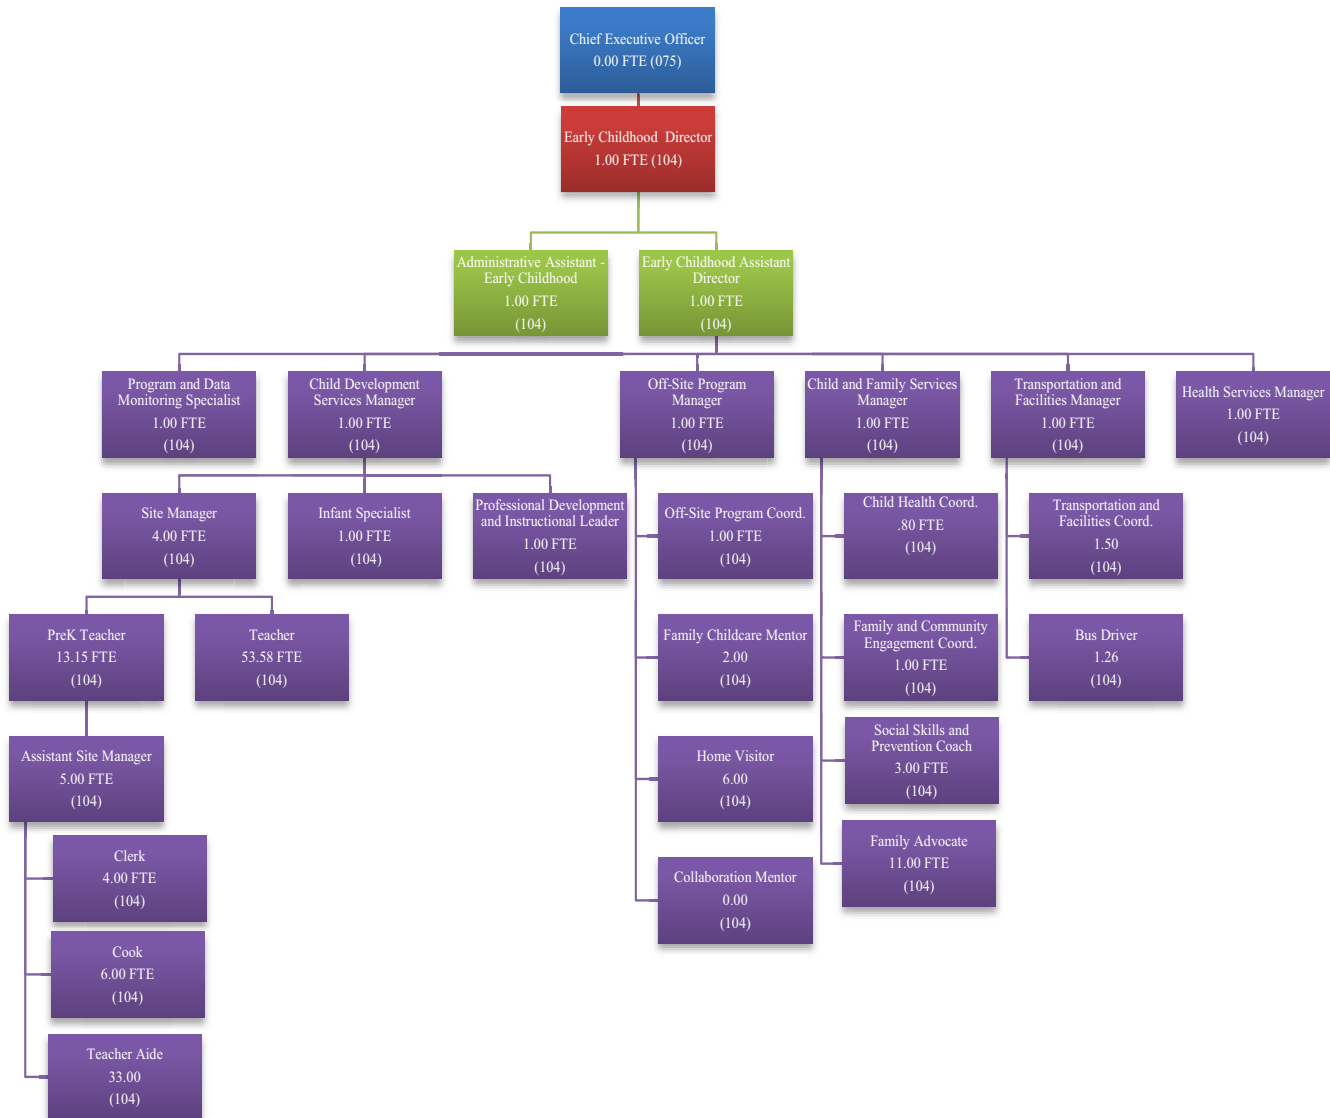 Chief Executive Officer
0.00 FTE (075)
Early Childhood  Director
1.00 FTE (104)
Administrative Assistant -
Early Childhood
1.00 FTE
(104)
Early Childhood Assistant
Director
1.00 FTE
(104)
Program and Data
Monitoring Specialist
1.00 FTE
(104)
Child Development
Services Manager
1.00 FTE
(104)
Off-Site Program
Manager
1.00 FTE
(104)
Child and Family Services
Manager
1.00 FTE
(104)
Transportation and
Facilities Manager
1.00 FTE
(104)
Health Services Manager
1.00 FTE
(104)
Site Manager
4.00 FTE
(104)
Infant Specialist
1.00 FTE
(104)
Professional Development
and Instructional Leader
1.00 FTE
(104)
Off-Site Program Coord.
1.00 FTE
(104)
Child Health Coord.
.80 FTE
(104)
Transportation and
Facilities Coord.
1.50
(104)
PreK Teacher
13.15 FTE
(104)
Teacher
53.58 FTE
(104)
Family Childcare Mentor
2.00
(104)
Family and Community
Engagement Coord.
1.00 FTE
(104)
Bus Driver
1.26
(104)
Assistant Site Manager
5.00 FTE
(104)
Home Visitor
6.00
(104)
Social Skills and
Prevention Coach
3.00 FTE
(104)
Clerk
4.00 FTE
(104)
Collaboration Mentor
0.00
(104)
Family Advocate
11.00 FTE
(104)
Cook
6.00 FTE
(104)
Teacher Aide
33.00
(104)